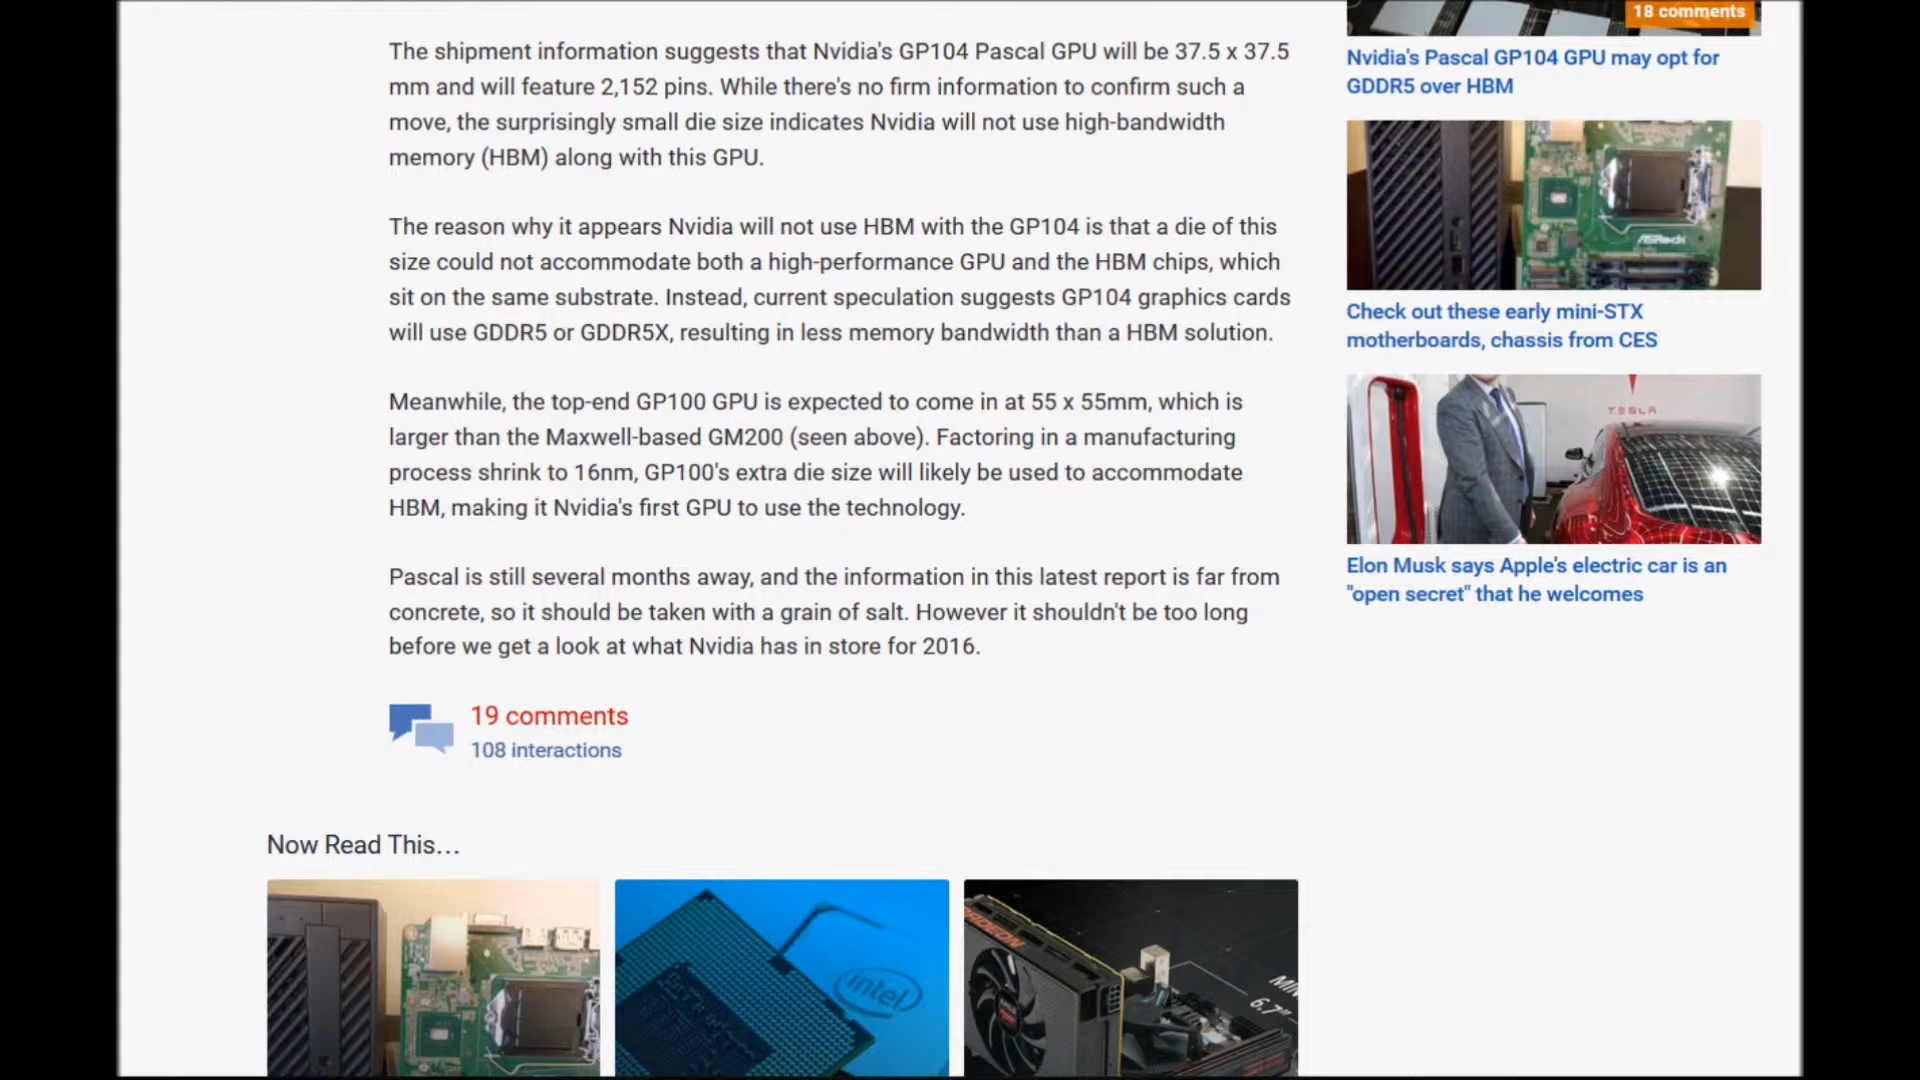 The shipment information suggests that Nvidia's GP104 Pascal GPU will be 37.5 x 37.5
mm and will feature 2,152 pins. While there's no firm information to confirm such a
move, the surprisingly small die size indicates Nvidia will not use high-bandwidth
memory (HBM) along with this GPU.
The reason why it appears Nvidia will not use HBM with the GP104 is that a die of this
size could not accommodate both a high-performance GPU and the HBM chips, which
sit on the same substrate. Instead, current speculation suggests GP104 graphics cards
will use GDDR5 or GDDR5X, resulting in less memory bandwidth than a HBM solution.
Meanwhile, the top-end GP100 GPU is expected to come in at 55 x 55mm, which is
larger than the Maxwell-based GM200 (seen above). Factoring in a manufacturing
process shrink to 16nm, GP100's extra die size will likely be used to accommodate
HBM, making it Nvidia's first GPU to use the technology.
Pascal is still several months away, and the information in this latest report is far from
concrete, so it should be taken with a grain of salt. However it shouldn't be too long
before we get a look at what Nvidia has in store for 2016.
19 comments
108 interactions
Now Read This...
intel
RADEON
MIN
6.7"
18 comments
Nvidia's Pascal GP104 GPU may opt for
GDDR5 over HBM
ASRock
Check out these early mini-STX
motherboards, chassis from CES
TESLA
Elon Musk says Apple's electric car is an
"open secret" that he welcomes